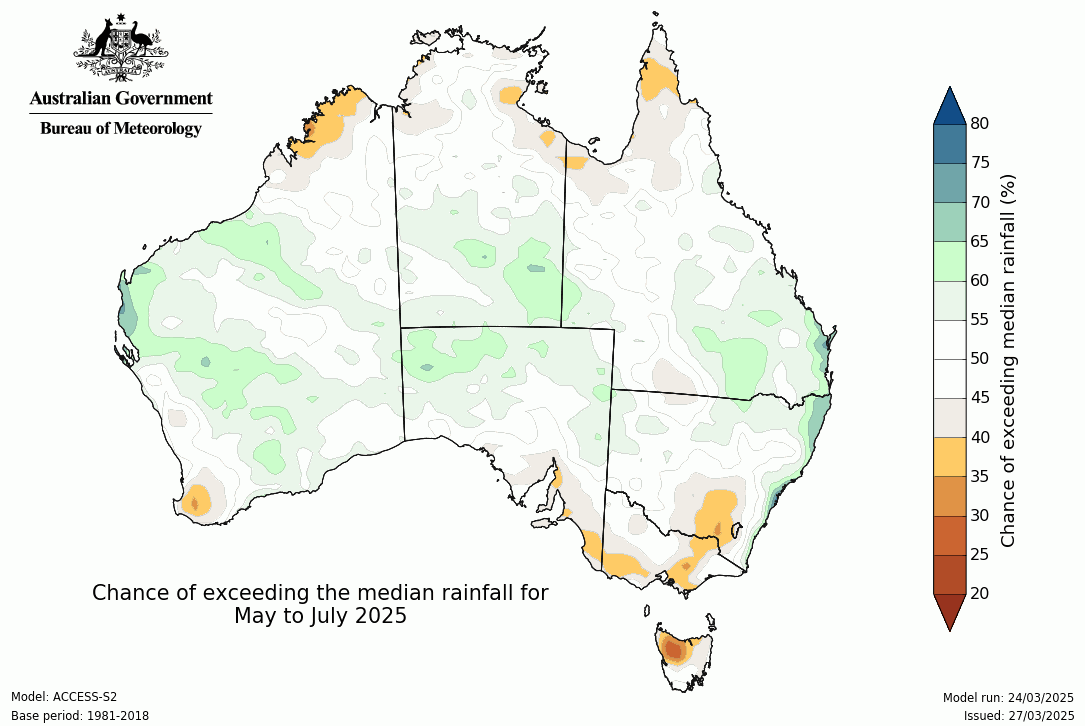 Australian Government
Bureau of Meteorology
80
75
70
65
60
55
50
45
40
35
30
25
20
Chance of exceeding median rainfall (%)
Chance of exceeding the median rainfall for
May to July 2025
Model: ACCESS-S2
Base period: 1981-2018
Model run: 24/03/2025
Issued: 27/03/2025